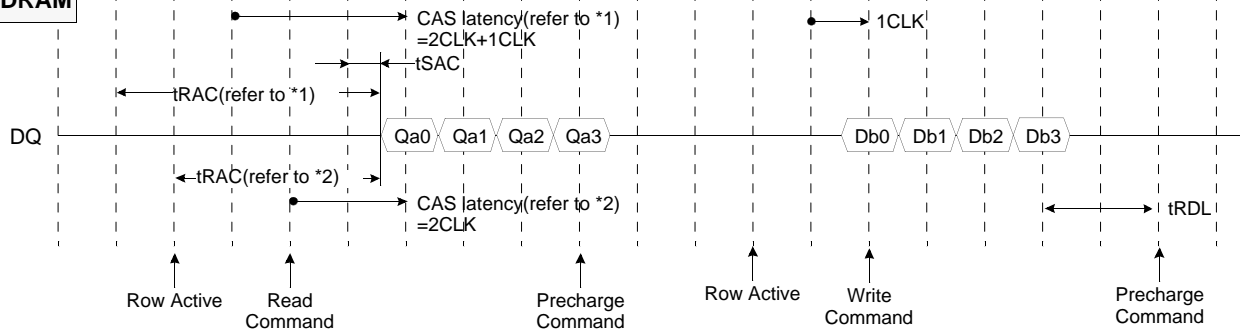 DRAM
CAS latency(refer to *1)
=2CLK+1CLK
1CLK
tSAC
tRAC(refer to *1)
DQ
Qa0 Qa1 Qa2 Qa3
Db0 Db1 Db2 Db3
tRAC(refer to *2)
CAS latency(refer to *2)
=2CLK
tRDL
Row Active
Read
Command
Precharge
Command
Row Active
Write
Command
Precharge
Command